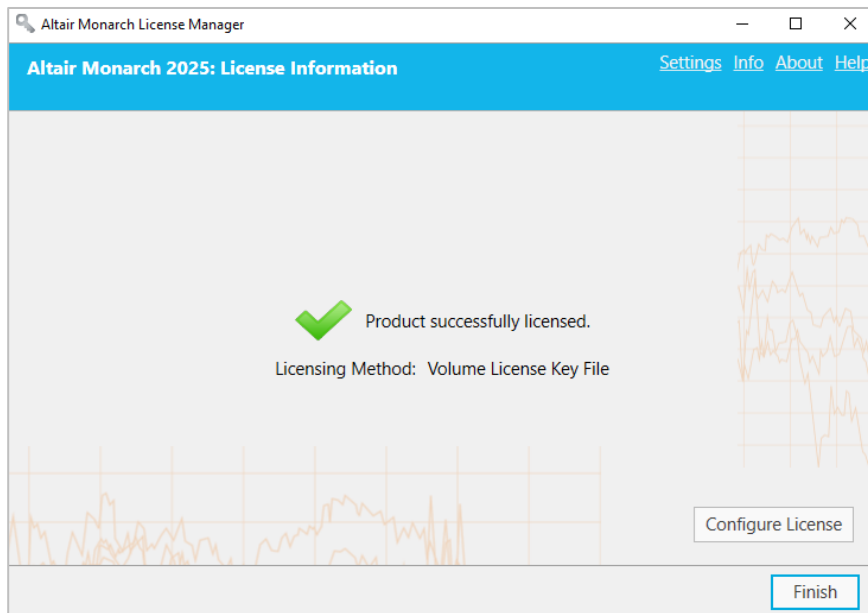 Altair Monarch License Manager
Altair Monarch 2025: License Information
Settings Info About Help
Product successfully licensed.
Licensing Method: Volume License Key File
Configure License
Finish